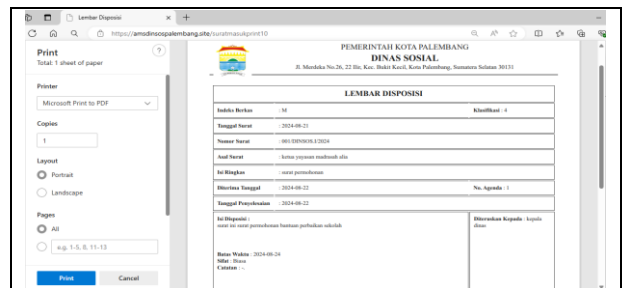 Lembar Disposisi
https://amsdinsospalembang.site/suratmasukprint10
Print
?
Total: 1 sheet of paper
Printer
Microsoft Print to PDF
Copies
1
Layout
Portrait
Landscape
Pages
All
e.g. 1-5, 8, 11-13
Print Cancel
PEMERINTAH KOTA PALEMBANG
DINAS SOSIAL
Jl. Merdeka No.26, 22 Ilir, Kec. Bukit Kecil, Kota Palembang, Sumatera Selatan 30131
LEMBAR DISPOSISI
Indeks Berkas : M Klasifikasi : 4
Tanggal Surat : 2024-06-21
Nomor Surat : 001/DINSOS.I/2024
Asal Surat : ketua yayasan madrasah alia
Isi Ringkas : surat permohonan
Diterima Tanggal : 2024-08-22 No. Agenda : 1
Tanggal Penyelesaian : 2024-08-22
Isi Disposisi : Diteruskan Kepada : kepala
surat ini surat permohonan bantuan perbaikan sekolah dinas
Batas Waktu : 2024-08-24
Sifat : Biasa
Catatan : -.